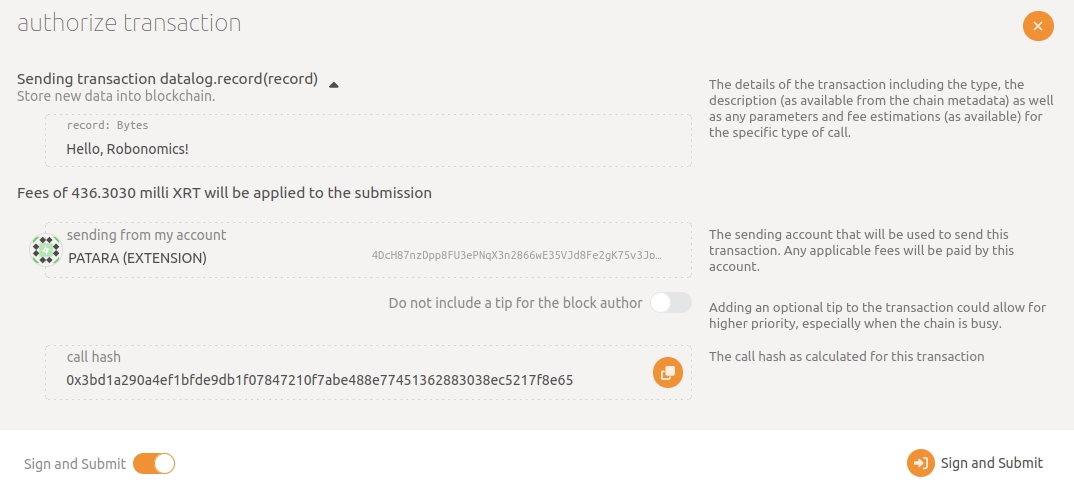 authorize transaction
Sending transaction datalog.record(record)
Store new data into blockchain.
The details of the transaction including the type, the
description (as available from the chain metadata) as well
as any parameters and fee estimations (as available) for
the specific type of call.
record: Bytes
Hello, Robonomics!
Fees of 436.3030 milli XRT will be applied to the submission
sending from my account
PATARA (EXTENSION)
4DcH87nzDpp8FU3ePNqX3n2866wE35VJd8Fe2gK75v3Jo…
The sending account that will be used to send this
transaction. Any applicable fees will be paid by this
account.
Do not include a tip for the block author
Adding an optional tip to the transaction could allow for
higher priority, especially when the chain is busy.
call hash
0x3bd1a290a4ef1bfde9db1f07847210f7abe488e77451362883038ec5217f8e65
The call hash as calculated for this transaction
Sign and Submit
Sign and Submit